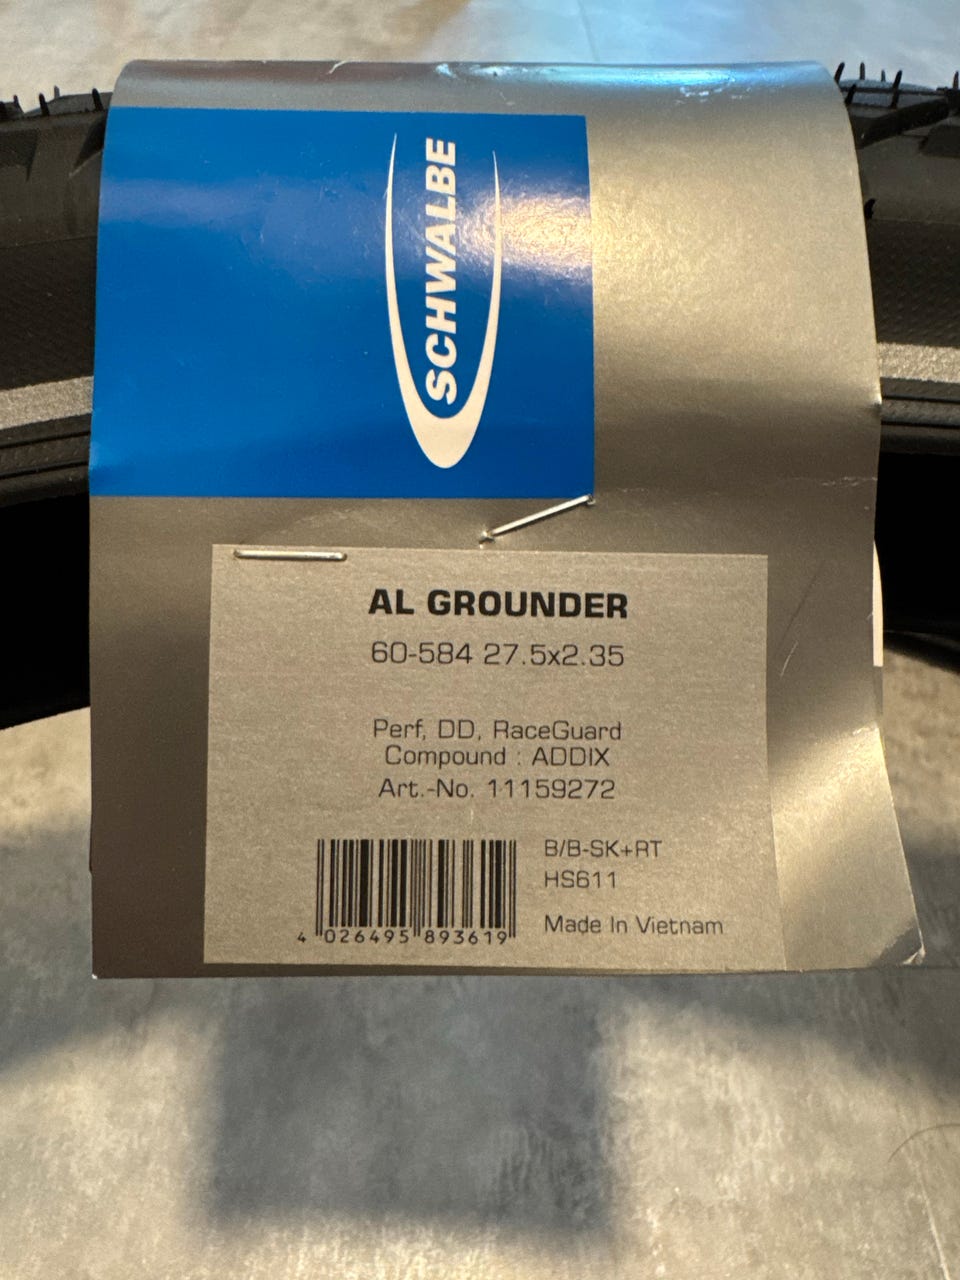 SCHWALBE
AL GROUNDER
60-584 27.5x2.35
Perf, DD, RaceGuard
Compound : ADDIX
Art.-No. 11159272
B/B-SK+RT
HS611
Made In Vietnam
4 026495 893619